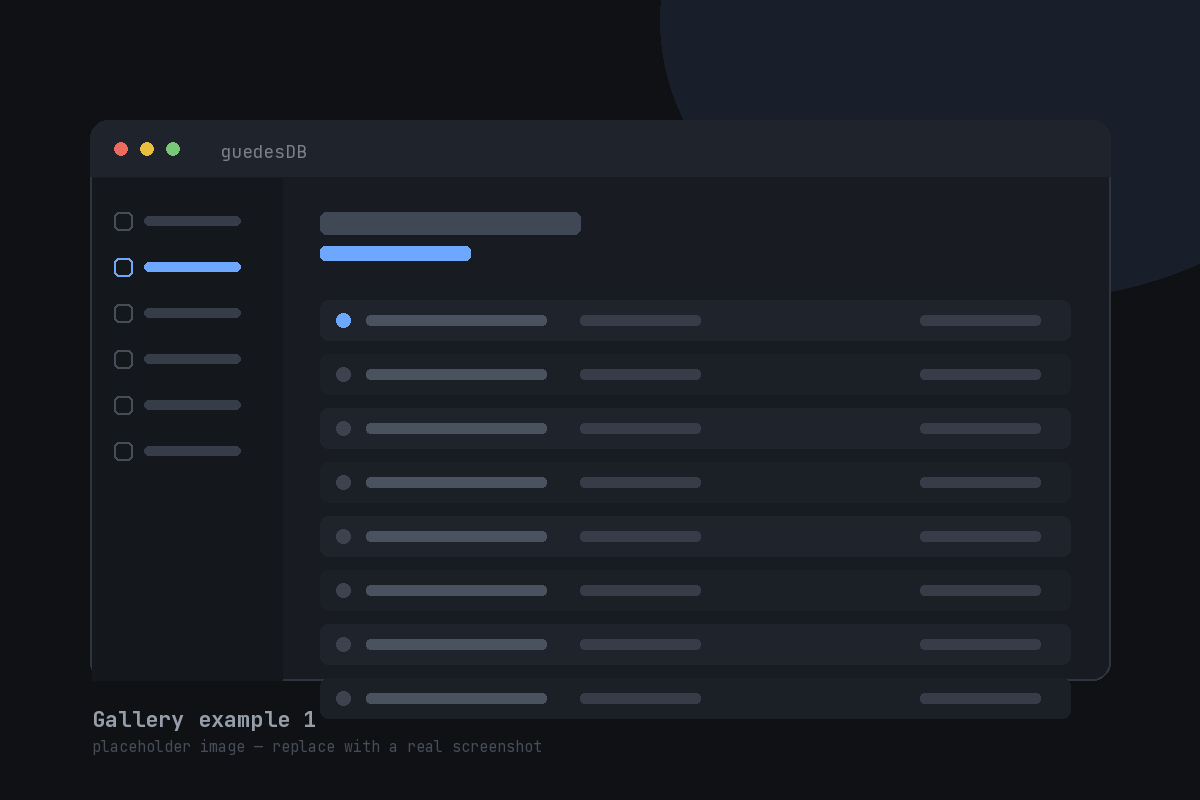 guedesDB
Gallery example 1
placeholder image — replace with a real screenshot